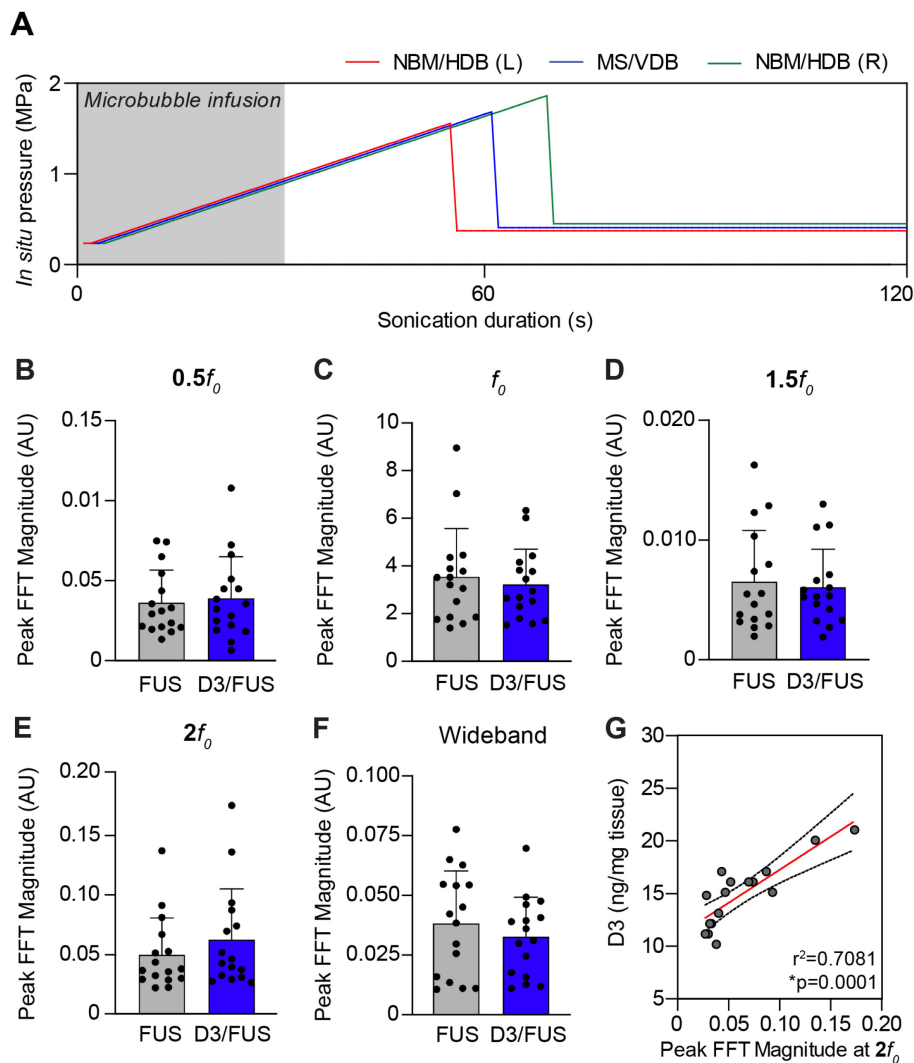 A
NBM/HDB (L) MS/VDB NBM/HDB (R)
In situ pressure (MPa)
2
1
0
Microbubble infusion
0 60 120
Sonication duration (s)
B
0.5f0
Peak FFT Magnitude (AU)
0.15
0.01
0.05
0
FUS D3/FUS
C
f0
Peak FFT Magnitude (AU)
10
8
6
4
2
0
FUS D3/FUS
D
1.5f0
Peak FFT Magnitude (AU)
0.020
0.010
0
FUS D3/FUS
E
2f0
Peak FFT Magnitude (AU)
0.20
0.15
0.10
0.05
0
FUS D3/FUS
F
Wideband
Peak FFT Magnitude (AU)
0.100
0.075
0.050
0.025
0
FUS D3/FUS
G
D3 (ng/mg tissue)
30
25
20
15
10
5
r²=0.7081
*p=0.0001
0 0.05 0.10 0.15 0.20
Peak FFT Magnitude at 2f0